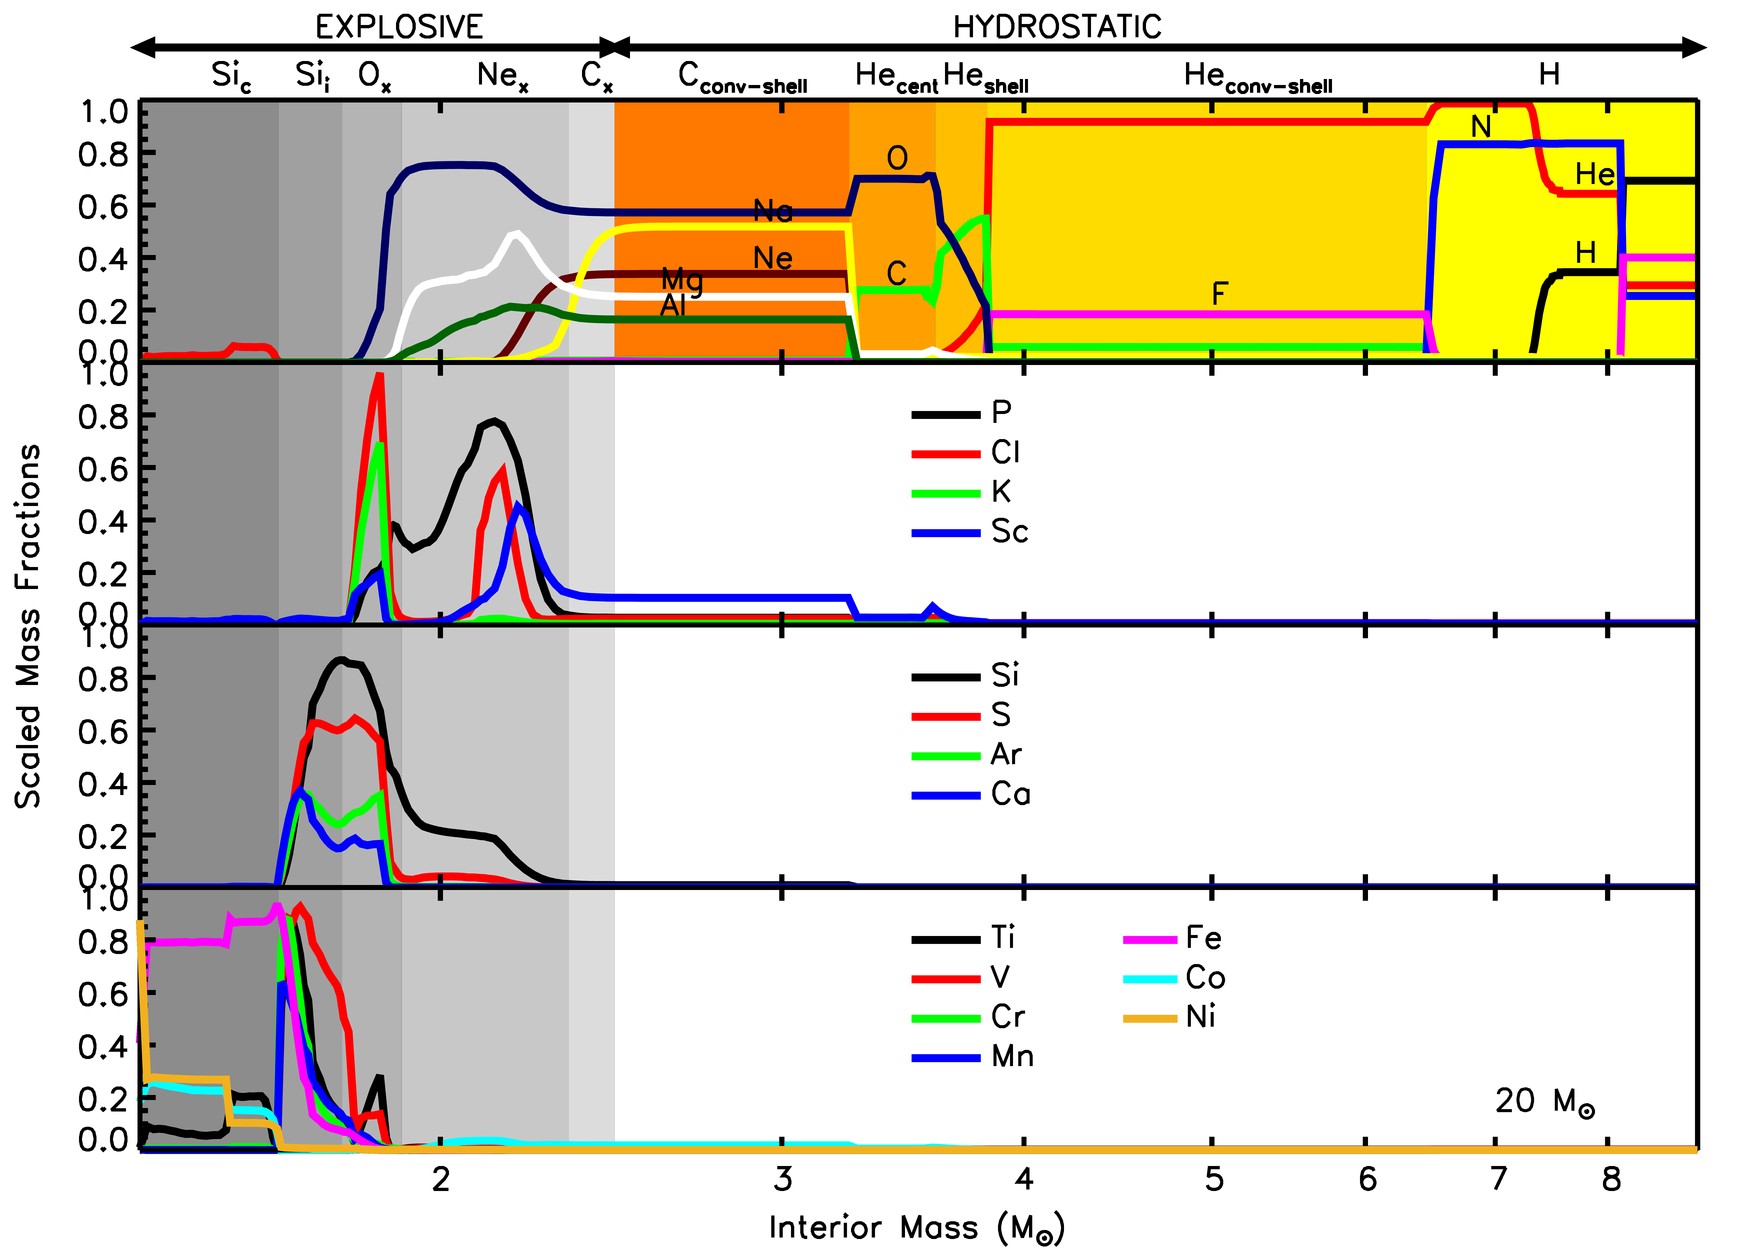 EXPLOSIVE HYDROSTATIC
Si_c Si_i O_x Ne_x C_x C_conv-shell He_cent He_shell He_conv-shell H
1.0
0.8
0.6
0.4
0.2
0.0
O
Na
Ne
Mg
Al
C
F
N
He
H
1.0
0.8
0.6
0.4
0.2
0.0
P
Cl
K
Sc
1.0
0.8
0.6
0.4
0.2
0.0
Si
S
Ar
Ca
1.0
0.8
0.6
0.4
0.2
0.0
Ti
V
Cr
Mn
Fe
Co
Ni
20 M☉
2 3 4 5 6 7 8
Interior Mass (M☉)
Scaled Mass Fractions